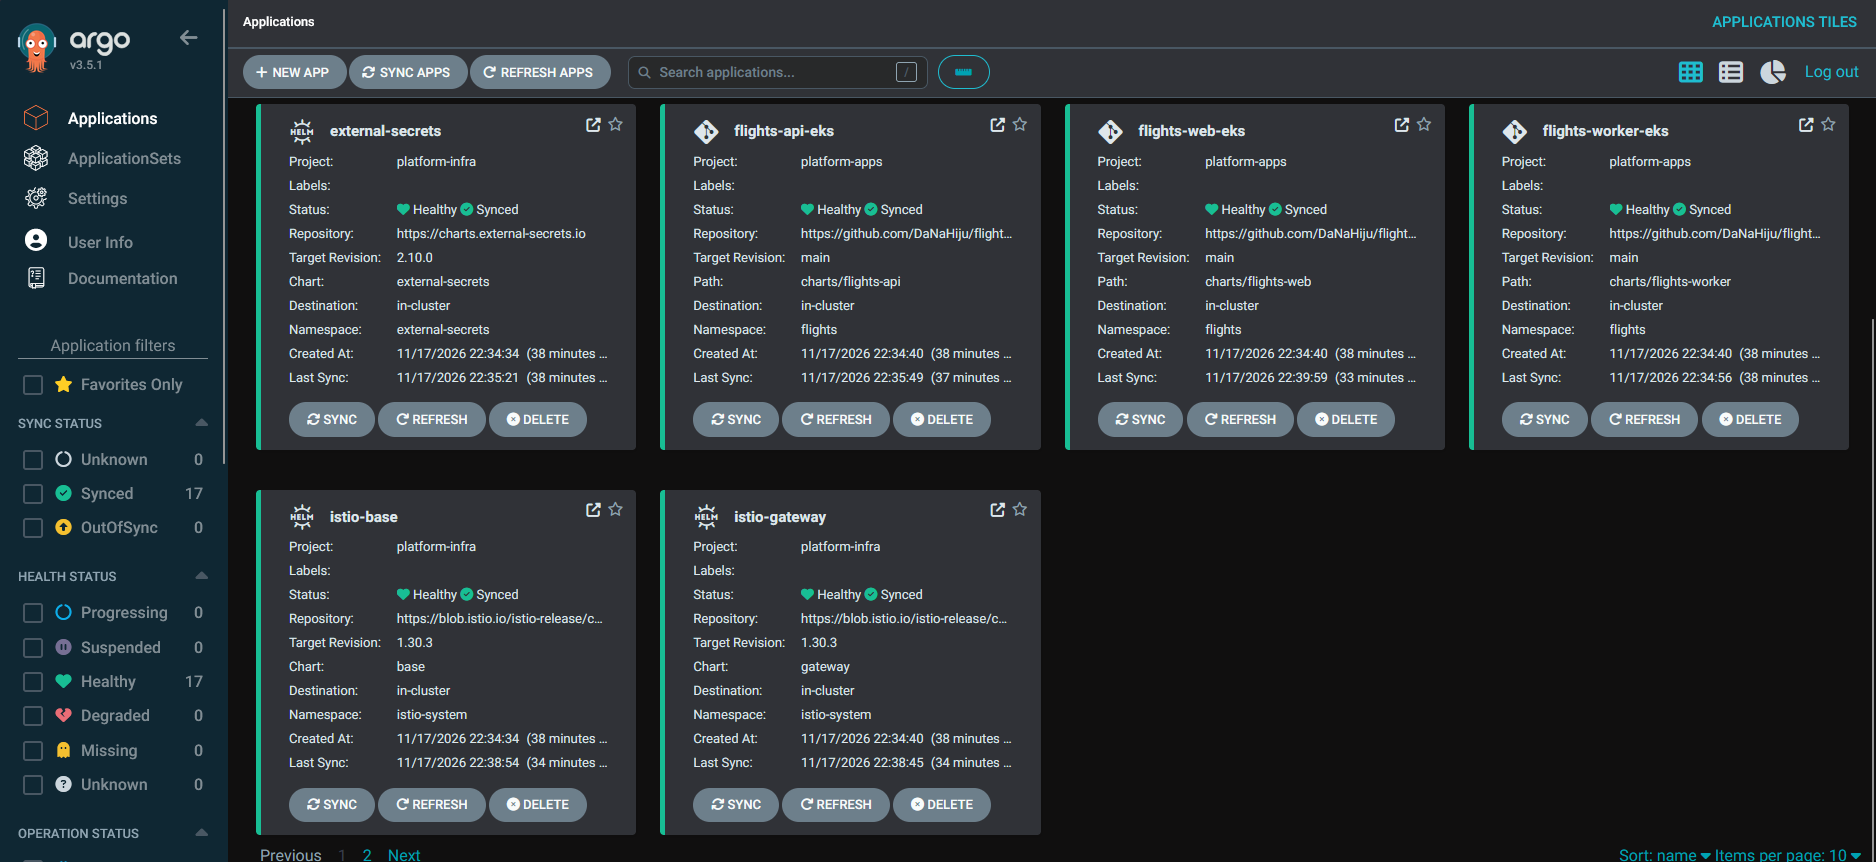 argo
v3.5.1
Applications
ApplicationSets
Settings
User Info
Documentation
Application filters
Favorites Only
SYNC STATUS
Unknown 0
Synced 17
OutOfSync 0
HEALTH STATUS
Progressing 0
Suspended 0
Healthy 17
Degraded 0
Missing 0
Unknown 0
OPERATION STATUS
Applications
APPLICATIONS TILES
NEW APP
SYNC APPS
REFRESH APPS
Search applications...
/
Log out
HELM
external-secrets
Project: platform-infra
Labels:
Status: Healthy Synced
Repository: https://charts.external-secrets.io
Target Revision: 2.10.0
Chart: external-secrets
Destination: in-cluster
Namespace: external-secrets
Created At: 11/17/2026 22:34:34 (38 minutes ...
Last Sync: 11/17/2026 22:35:21 (38 minutes ...
SYNC REFRESH DELETE
flights-api-eks
Project: platform-apps
Labels:
Status: Healthy Synced
Repository: https://github.com/DaNaHiju/flight...
Target Revision: main
Path: charts/flights-api
Destination: in-cluster
Namespace: flights
Created At: 11/17/2026 22:34:40 (38 minutes ...
Last Sync: 11/17/2026 22:35:49 (37 minutes ...
SYNC REFRESH DELETE
flights-web-eks
Project: platform-apps
Labels:
Status: Healthy Synced
Repository: https://github.com/DaNaHiju/flight...
Target Revision: main
Path: charts/flights-web
Destination: in-cluster
Namespace: flights
Created At: 11/17/2026 22:34:40 (38 minutes ...
Last Sync: 11/17/2026 22:39:59 (33 minutes ...
SYNC REFRESH DELETE
flights-worker-eks
Project: platform-apps
Labels:
Status: Healthy Synced
Repository: https://github.com/DaNaHiju/flight...
Target Revision: main
Path: charts/flights-worker
Destination: in-cluster
Namespace: flights
Created At: 11/17/2026 22:34:40 (38 minutes ...
Last Sync: 11/17/2026 22:34:56 (38 minutes ...
SYNC REFRESH DELETE
HELM
istio-base
Project: platform-infra
Labels:
Status: Healthy Synced
Repository: https://blob.istio.io/istio-release/c...
Target Revision: 1.30.3
Chart: base
Destination: in-cluster
Namespace: istio-system
Created At: 11/17/2026 22:34:34 (38 minutes ...
Last Sync: 11/17/2026 22:38:54 (34 minutes ...
SYNC REFRESH DELETE
HELM
istio-gateway
Project: platform-infra
Labels:
Status: Healthy Synced
Repository: https://blob.istio.io/istio-release/c...
Target Revision: 1.30.3
Chart: gateway
Destination: in-cluster
Namespace: istio-system
Created At: 11/17/2026 22:34:40 (38 minutes ...
Last Sync: 11/17/2026 22:38:45 (34 minutes ...
SYNC REFRESH DELETE
Previous 1 2 Next
Sort: name Items per page: 10